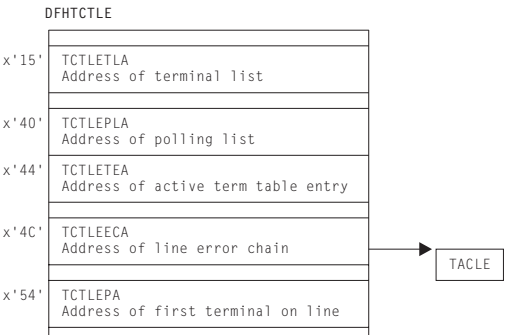 DFHTCTLE
x'15' TCTLETLA
Address of terminal list
x'40' TCTLEPLA
Address of polling list
x'44' TCTLETEA
Address of active term table entry
x'4C' TCTLEECA
Address of line error chain
TACLE
x'54' TCTLEPA
Address of first terminal on line